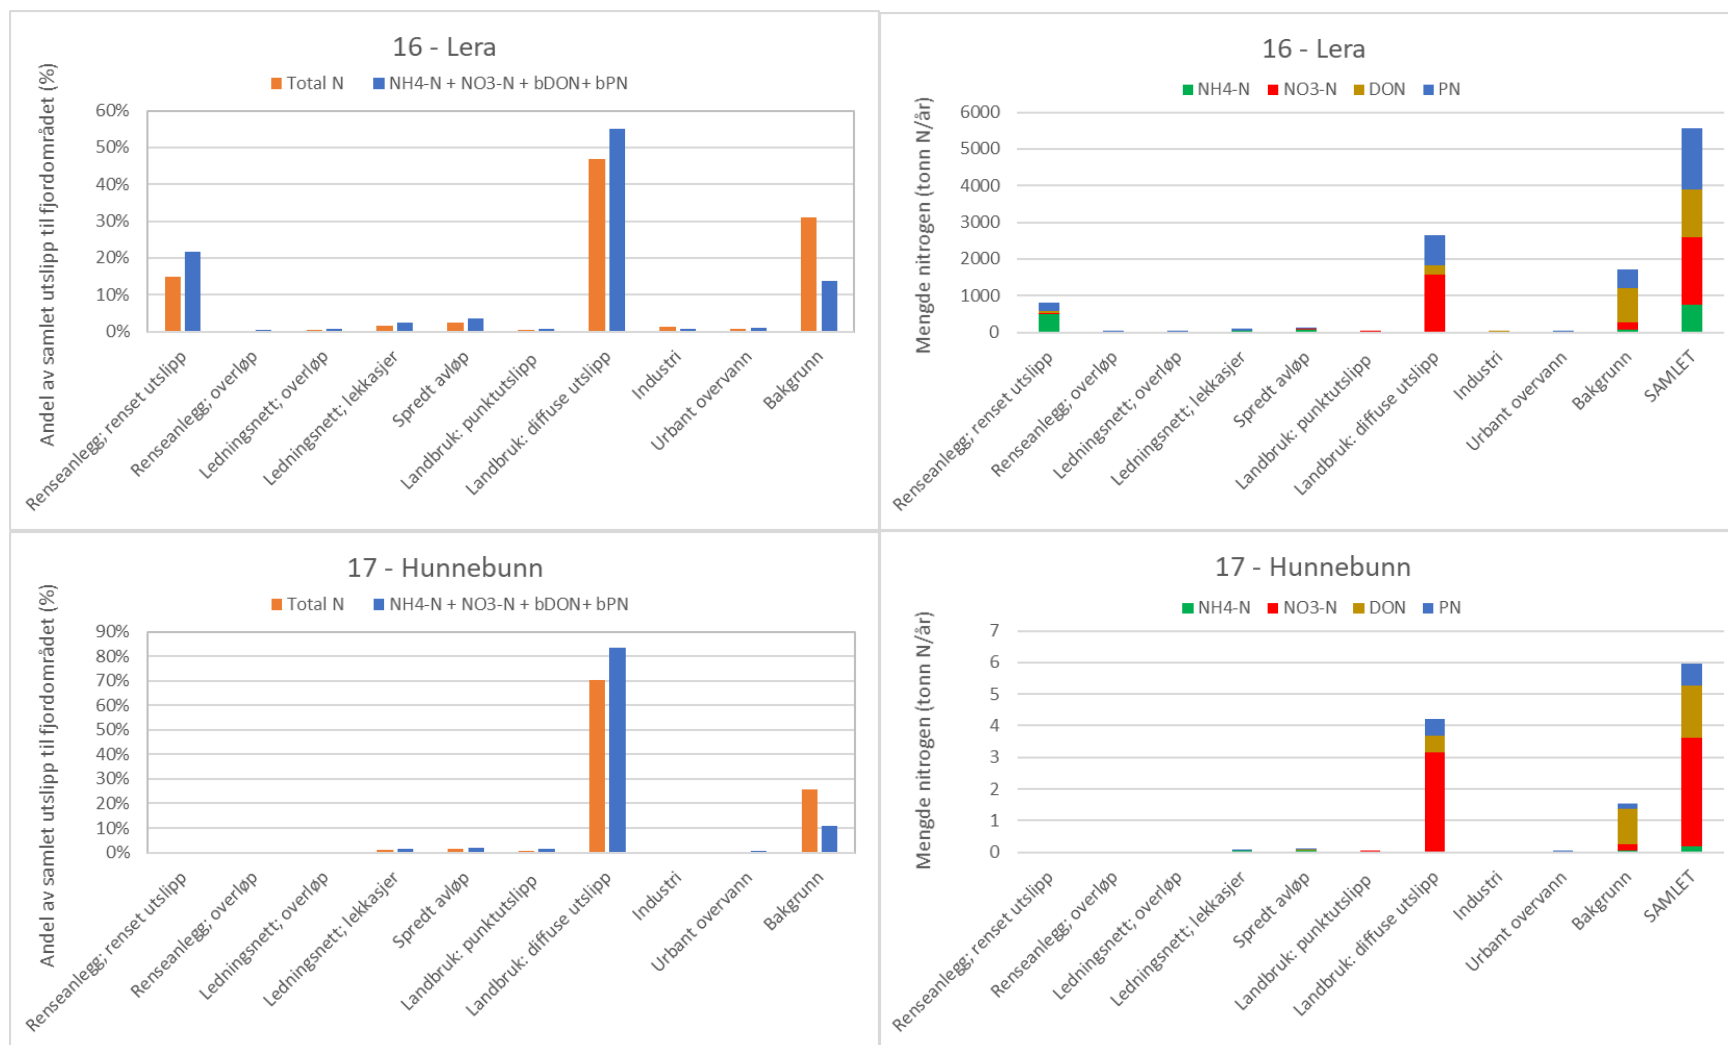 16 - Lera
Total N NH4-N + NO3-N + bDON+ bPN
Andel av samlet utslipp til fjordområdet (%)
60%
50%
40%
30%
20%
10%
0%
Renseanlegg; renset utslipp
Renseanlegg; overløp
Ledningsnett; overløp
Ledningsnett; lekkasjer
Spredt avløp
Landbruk: punktutslipp
Landbruk: diffuse utslipp
Industri
Urbant overvann
Bakgrunn
16 - Lera
NH4-N NO3-N DON PN
Mengde nitrogen (tonn N/år)
6000
5000
4000
3000
2000
1000
0
Renseanlegg; renset utslipp
Renseanlegg; overløp
Ledningsnett; overløp
Ledningsnett; lekkasjer
Spredt avløp
Landbruk: punktutslipp
Landbruk: diffuse utslipp
Industri
Urbant overvann
Bakgrunn
SAMLET
17 - Hunnebunn
Total N NH4-N + NO3-N + bDON+ bPN
Andel av samlet utslipp til fjordområdet (%)
90%
80%
70%
60%
50%
40%
30%
20%
10%
0%
Renseanlegg; renset utslipp
Renseanlegg; overløp
Ledningsnett; overløp
Ledningsnett; lekkasjer
Spredt avløp
Landbruk: punktutslipp
Landbruk: diffuse utslipp
Industri
Urbant overvann
Bakgrunn
17 - Hunnebunn
NH4-N NO3-N DON PN
Mengde nitrogen (tonn N/år)
7
6
5
4
3
2
1
0
Renseanlegg; renset utslipp
Renseanlegg; overløp
Ledningsnett; overløp
Ledningsnett; lekkasjer
Spredt avløp
Landbruk: punktutslipp
Landbruk: diffuse utslipp
Industri
Urbant overvann
Bakgrunn
SAMLET